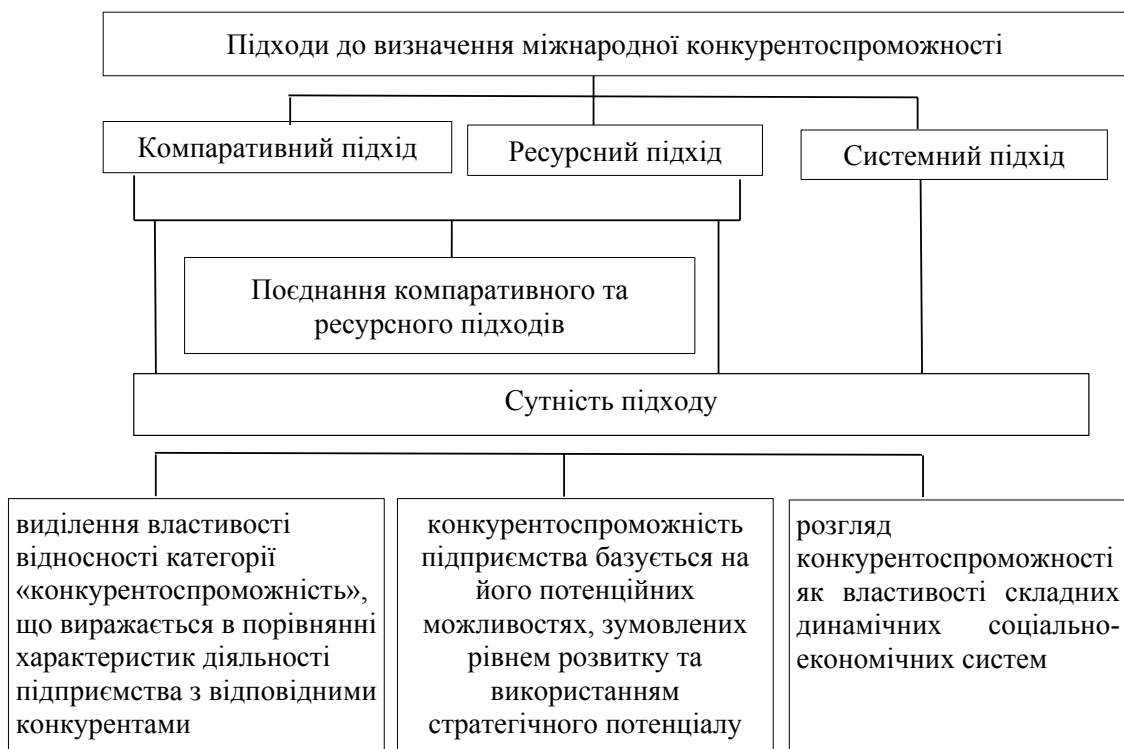 Підходи до визначення міжнародної конкурентоспроможності
Компаративний підхід
Ресурсний підхід
Системний підхід
Поєднання компаративного та
ресурсного підходів
Сутність підходу
виділення властивості
відносності категорії
«конкурентоспроможність»,
що виражається в порівнянні
характеристик діяльності
підприємства з відповідними
конкурентами
конкурентоспроможність
підприємства базується на
його потенційних
можливостях, зумовлених
рівнем розвитку та
використанням
стратегічного потенціалу
розгляд
конкурентоспроможності
як властивості складних
динамічних соціально-
економічних систем